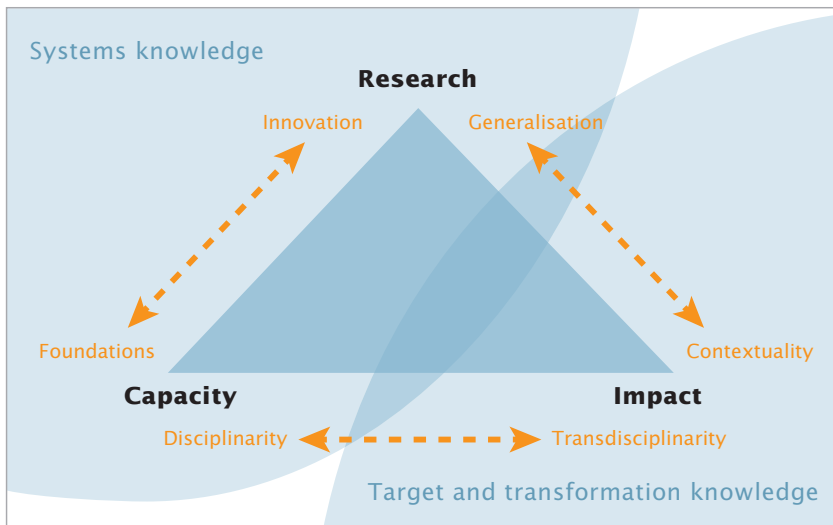 Systems knowledge
Research
Innovation
Generalisation
Foundations
Contextuality
Capacity
Impact
Disciplinarity
Transdisciplinarity
Target and transformation knowledge